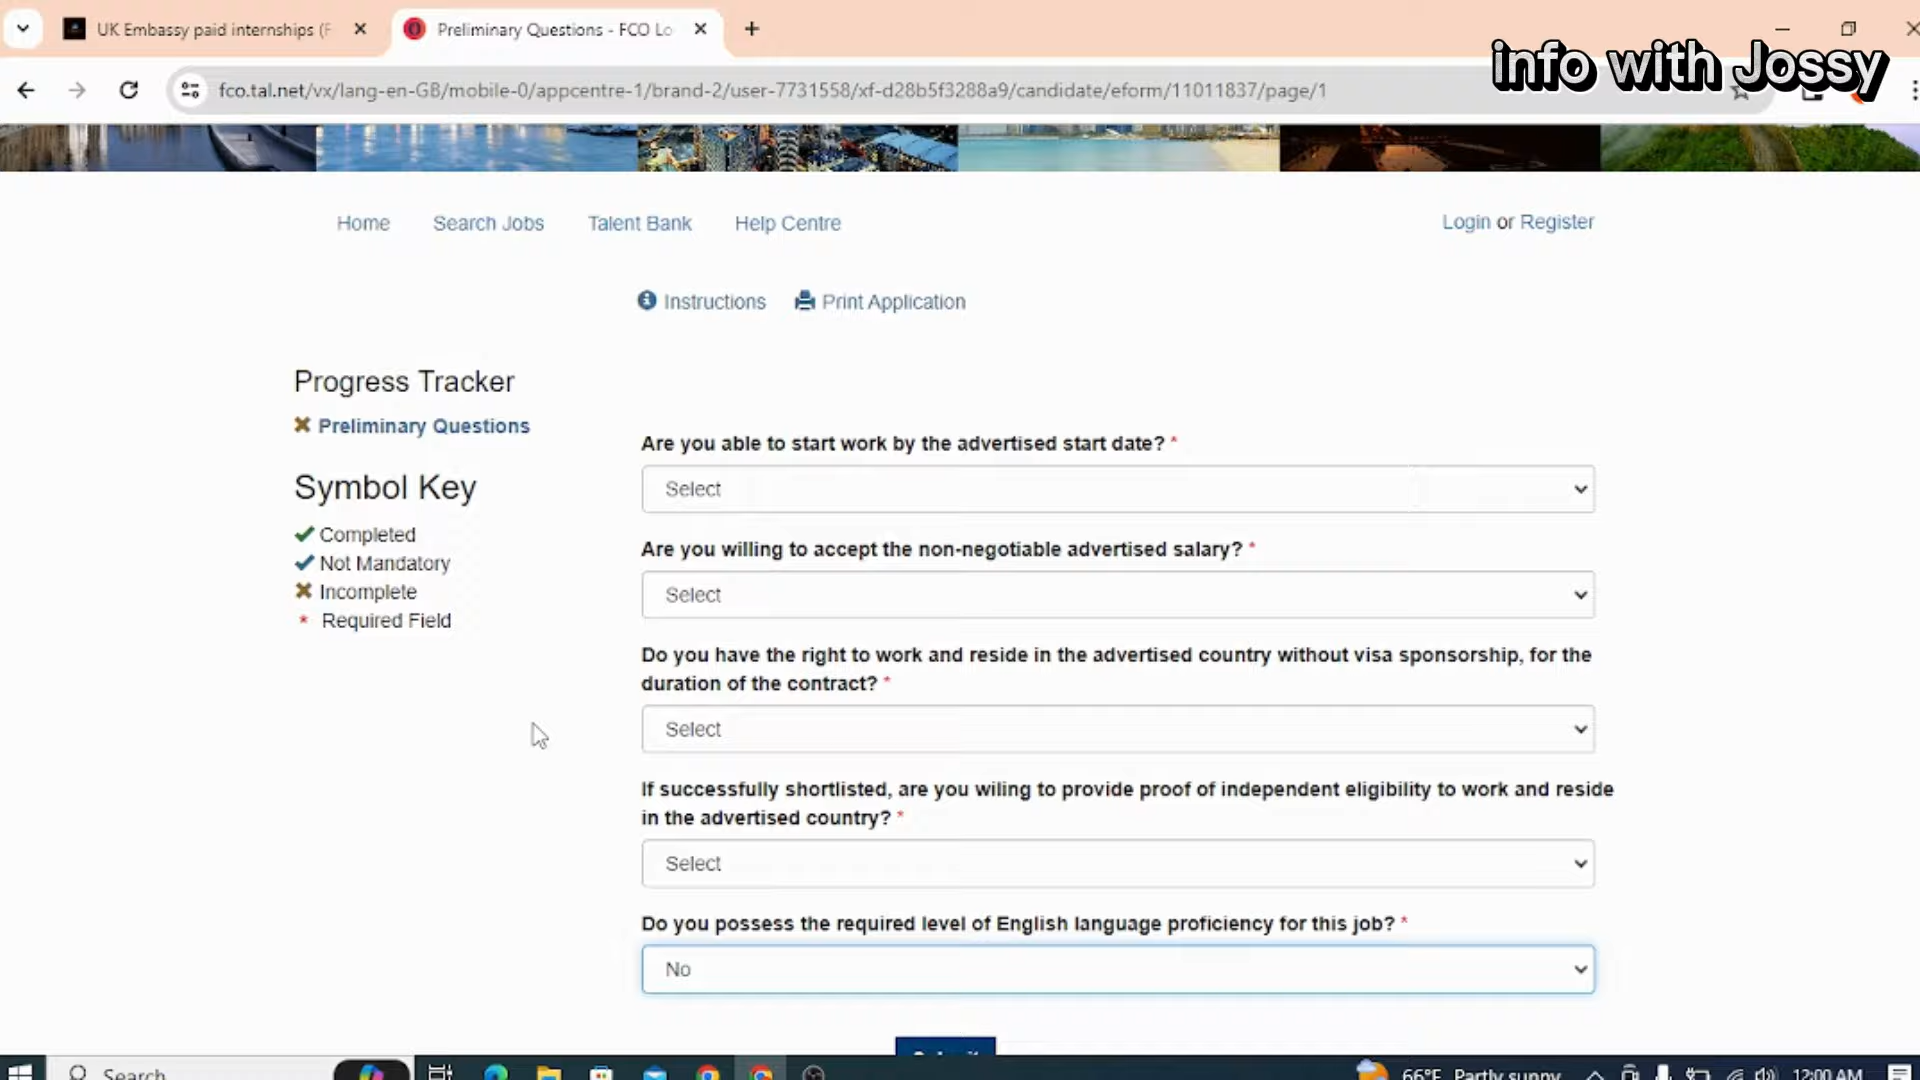 UK Embassy paid internships (F
Preliminary Questions - FCO Lo
info with Jossy
fco.tal.net/vx/lang-en-GB/mobile-0/appcentre-1/brand-2/user-7731558/xf-d28b5f3288a9/candidate/eform/11011837/page/1
Home Search Jobs Talent Bank Help Centre Login or Register
Instructions Print Application
Progress Tracker
Preliminary Questions
Symbol Key
Completed
Not Mandatory
Incomplete
* Required Field
Are you able to start work by the advertised start date? *
Select
Are you willing to accept the non-negotiable advertised salary? *
Select
Do you have the right to work and reside in the advertised country without visa sponsorship, for the
duration of the contract? *
Select
If successfully shortlisted, are you wiling to provide proof of independent eligibility to work and reside
in the advertised country? *
Select
Do you possess the required level of English language proficiency for this job? *
No
Search
66°F Partly sunny 12:00 AM